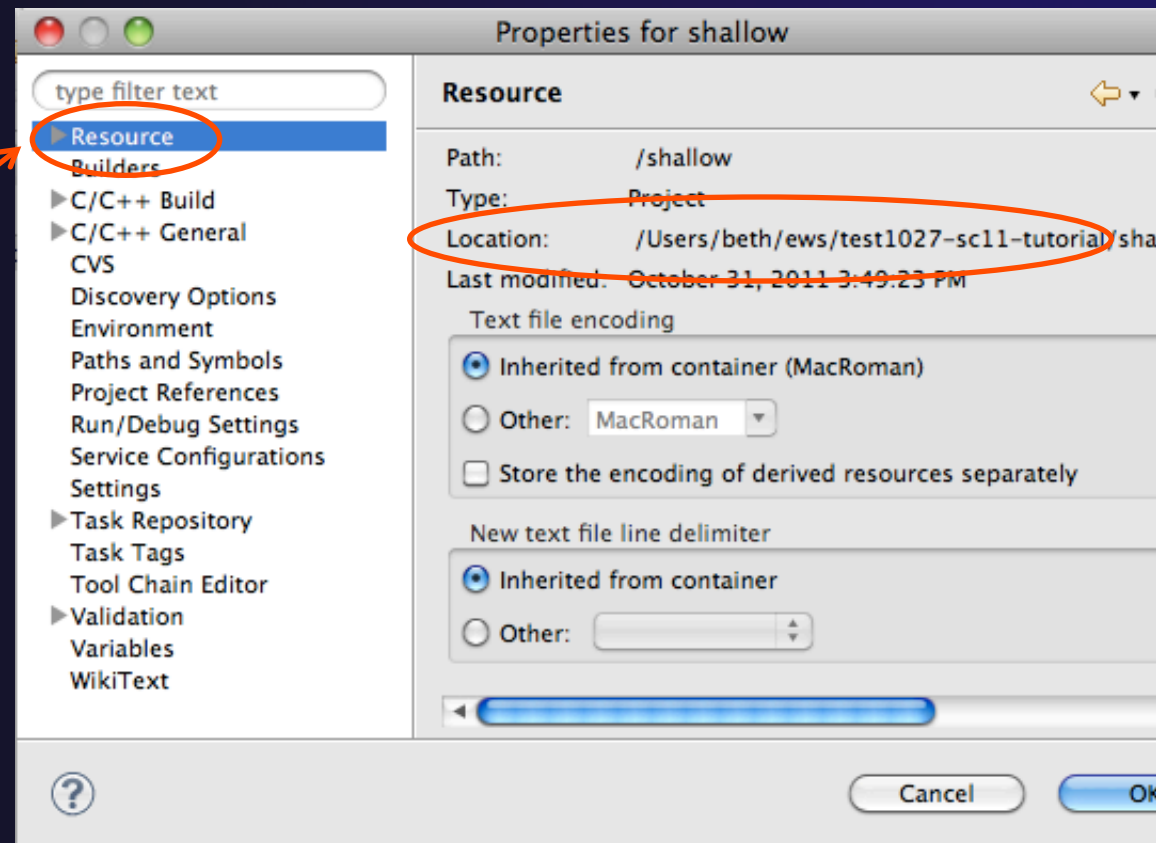 Properties for shallow
type filter text
Resource
Builders
C/C++ Build
C/C++ General
CVS
Discovery Options
Environment
Paths and Symbols
Project References
Run/Debug Settings
Service Configurations
Settings
Task Repository
Task Tags
Tool Chain Editor
Validation
Variables
WikiText
Resource
Path: /shallow
Type: Project
Location: /Users/beth/ews/test1027-sc11-tutorial/sha
Last modified: October 31, 2011 3:49:23 PM
Text file encoding
Inherited from container (MacRoman)
Other: MacRoman
Store the encoding of derived resources separately
New text file line delimiter
Inherited from container
Other:
?
Cancel
OK